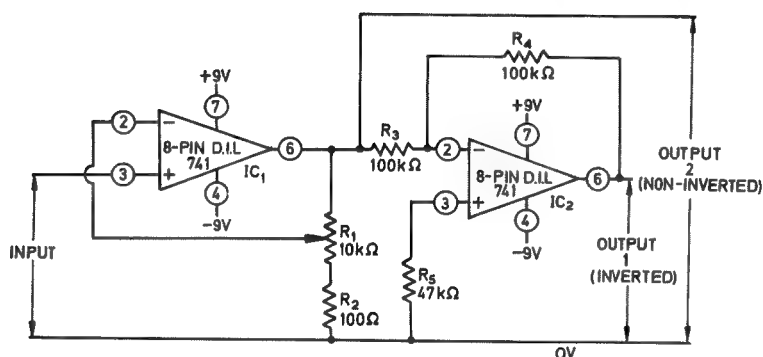 R4
100kΩ
+9V
7
2
−
8-PIN D.I.L
741
3
+
6
IC1
4
−9V
R3
100kΩ
+9V
7
2
−
8-PIN D.I.L
741
3
+
6
IC2
4
−9V
INPUT
R1
10kΩ
R2
100Ω
R5
47kΩ
OUTPUT
1
(INVERTED)
OUTPUT
2
(NON-INVERTED)
0V